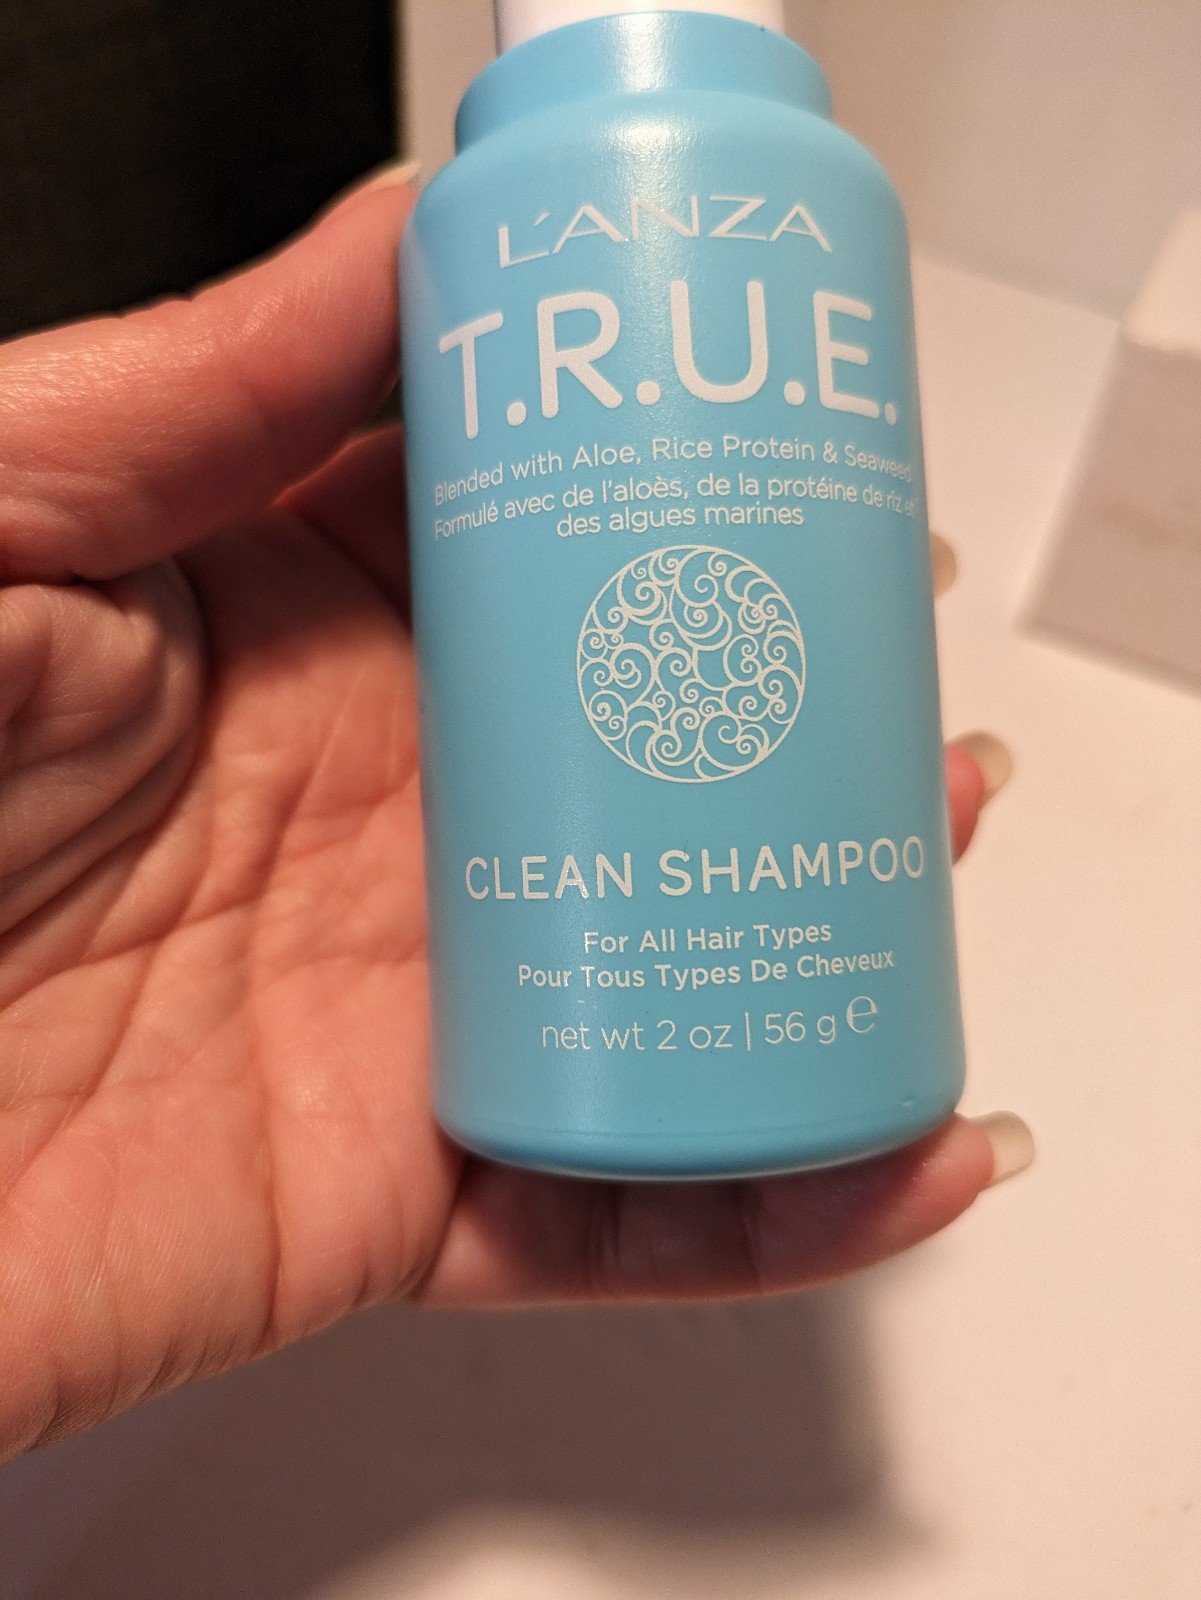 L'ANZA
T.R.U.E.
Blended with Aloe, Rice Protein & Seaweed.
Formulé avec de l'aloès, de la protéine de riz et
des algues marines
CLEAN SHAMPOO
For All Hair Types
Pour Tous Types De Cheveux
net wt 2 oz | 56 g ℮